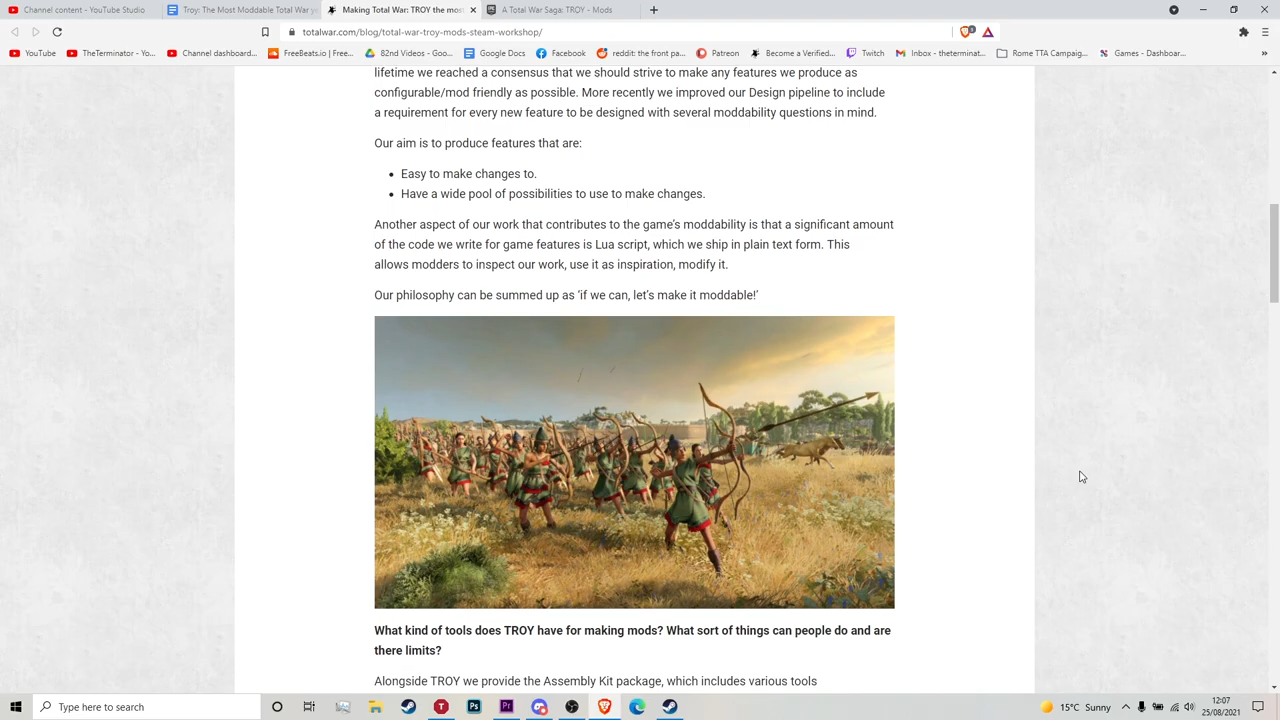 Channel content - YouTube Studio
Troy: The Most Moddable Total War y
Making Total War: TROY the mos
A Total War Saga: TROY - Mods
totalwar.com/blog/total-war-troy-mods-steam-workshop/
YouTube
TheTerminator - Yo...
Channel dashboard...
FreeBeats.io | Free...
82nd Videos - Goo...
Google Docs
Facebook
reddit: the front pa...
Patreon
Become a Verified...
Twitch
Inbox - theterminat...
Rome TTA Campaig...
Games - Dashboar...
lifetime we reached a consensus that we should strive to make any features we produce as
configurable/mod friendly as possible. More recently we improved our Design pipeline to include
a requirement for every new feature to be designed with several moddability questions in mind.
Our aim is to produce features that are:
• Easy to make changes to.
• Have a wide pool of possibilities to use to make changes.
Another aspect of our work that contributes to the game's moddability is that a significant amount
of the code we write for game features is Lua script, which we ship in plain text form. This
allows modders to inspect our work, use it as inspiration, modify it.
Our philosophy can be summed up as ‘if we can, let’s make it moddable!’
What kind of tools does TROY have for making mods? What sort of things can people do and are
there limits?
Alongside TROY we provide the Assembly Kit package, which includes various tools
Type here to search
15°C Sunny
12:07
25/08/2021